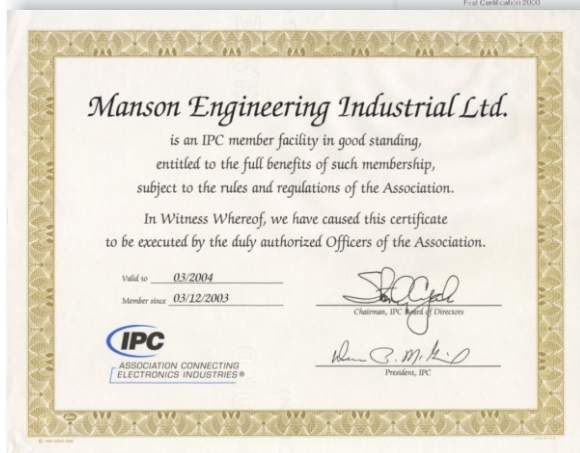 First Certification 2000
Manson Engineering Industrial Ltd.
is an IPC member facility in good standing,
entitled to the full benefits of such membership,
subject to the rules and regulations of the Association.
In Witness Whereof, we have caused this certificate
to be executed by the duly authorized Officers of the Association.
Valid to 03/2004
Member since 03/12/2003
Chairman, IPC Board of Directors
IPC
ASSOCIATION CONNECTING
ELECTRONICS INDUSTRIES®
President, IPC